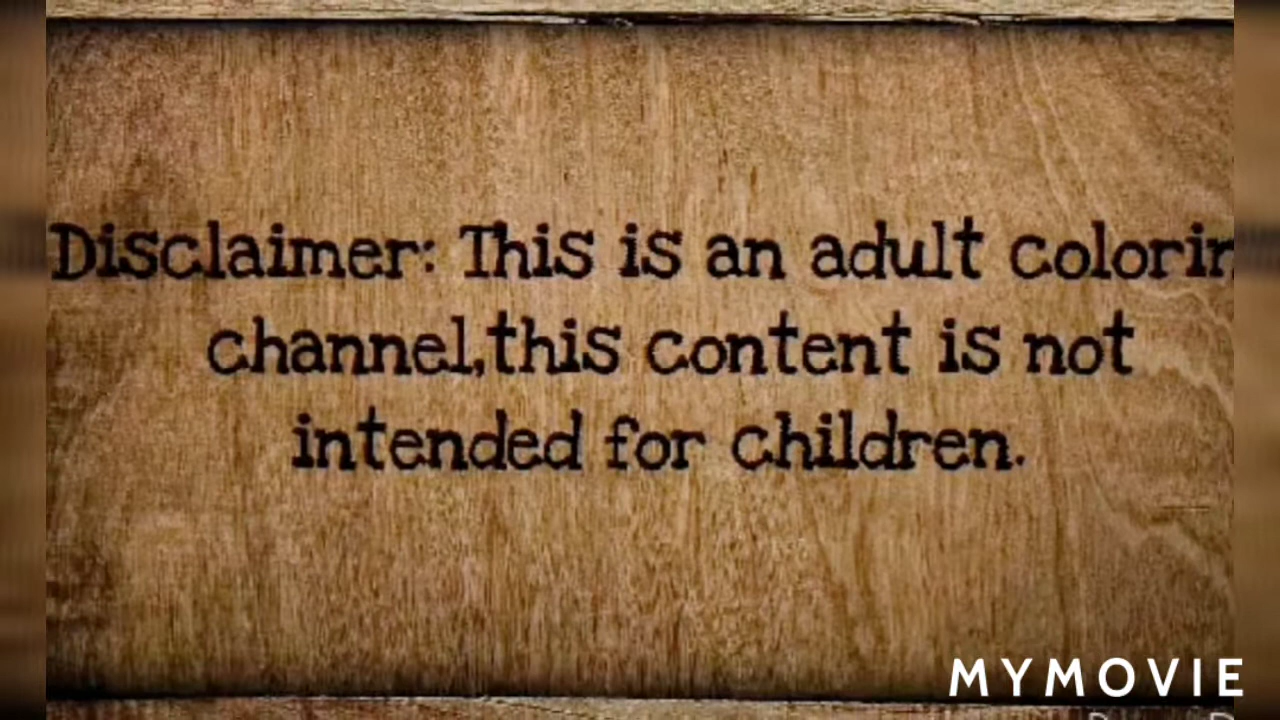 Disclaimer: This is an adult colorin
channel,this content is not
intended for children.
MYMOVIE